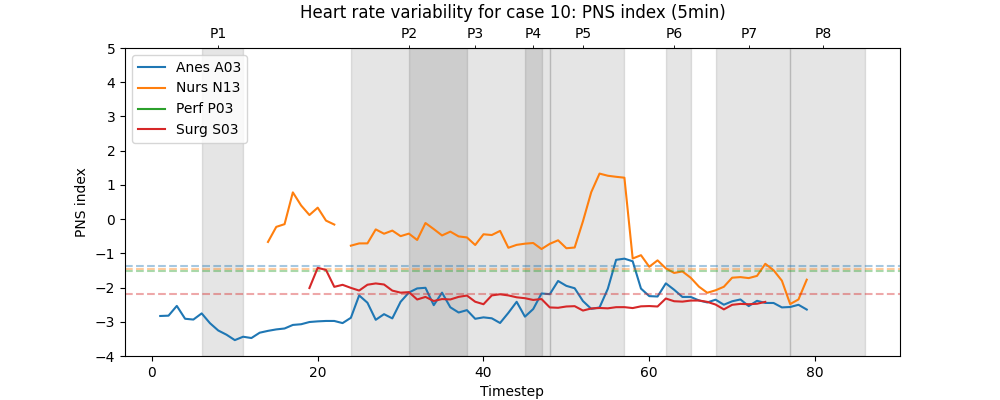 Heart rate variability for case 10: PNS index (5min)
P1 P2 P3 P4 P5 P6 P7 P8
5
4
3
2
1
0
−1
−2
−3
−4
PNS index
Anes A03
Nurs N13
Perf P03
Surg S03
0 20 40 60 80
Timestep